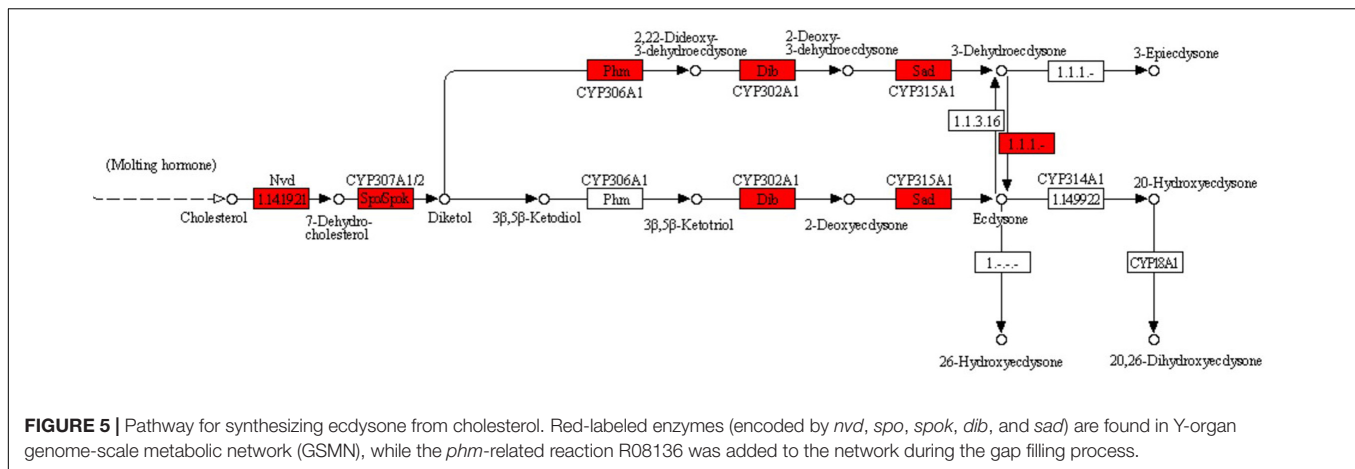 2,22-Dideoxy-
3-dehydroecdysone
2-Deoxy-
3-dehydroecdysone
3-Dehydroecdysone
3-Epiecdysone
Phm
Dib
Sad
1.1.1.-
CYP306A1
CYP302A1
CYP315A1
1.1.3.16
1.1.1.-
(Molting hormone)
Nvd
CYP307A1/2
CYP306A1
CYP302A1
CYP315A1
CYP314A1
20-Hydroxyecdysone
1.14.19.21
Spo/Spok
Phm
Dib
Sad
1.14.99.22
Cholesterol
7-Dehydro-
cholesterol
Diketol
3β,5β-Ketodiol
3β,5β-Ketotriol
2-Deoxyecdysone
Ecdysone
1.-.-.-
CYP18A1
26-Hydroxyecdysone
20,26-Dihydroxyecdysone
FIGURE 5 | Pathway for synthesizing ecdysone from cholesterol. Red-labeled enzymes (encoded by nvd, spo, spok, dib, and sad) are found in Y-organ
genome-scale metabolic network (GSMN), while the phm-related reaction R08136 was added to the network during the gap filling process.